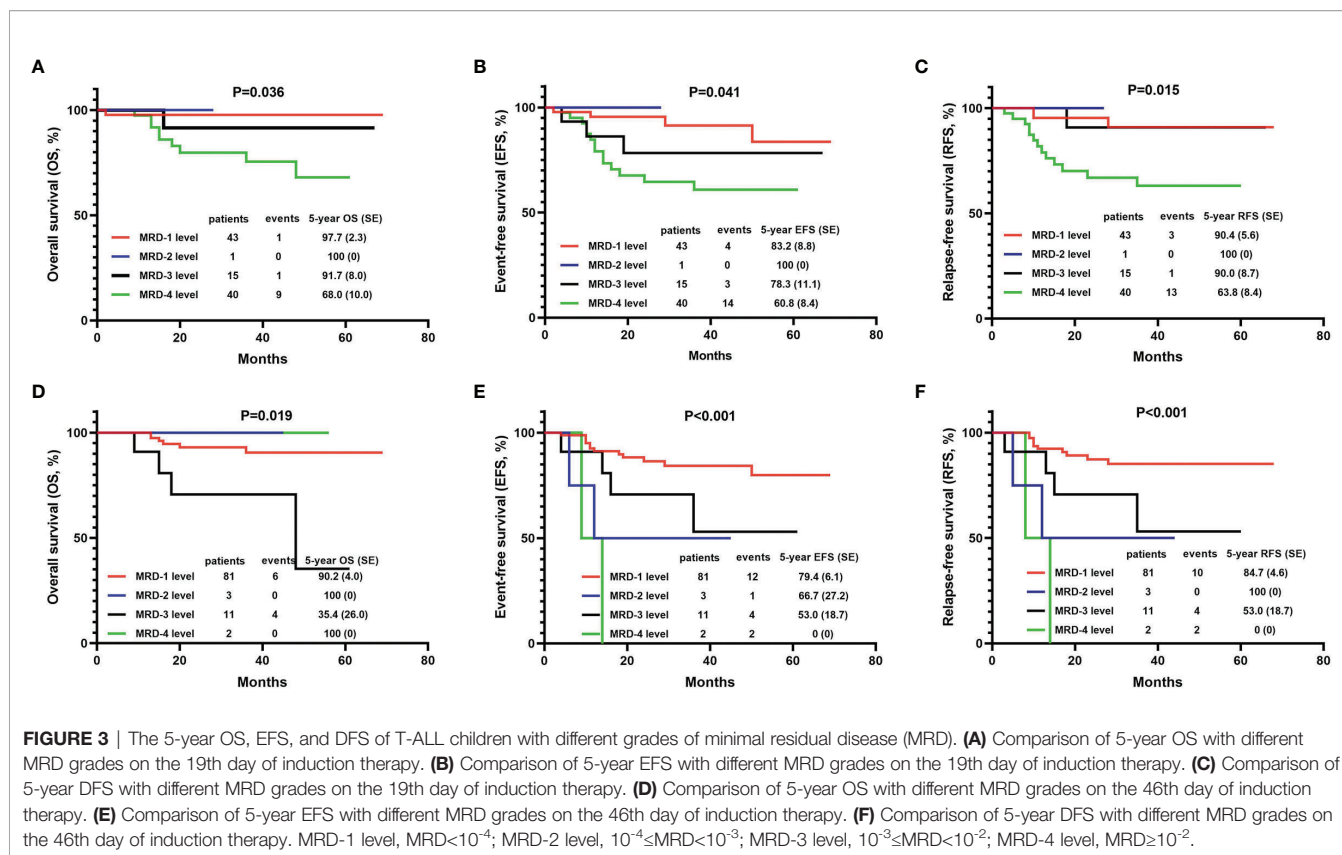 A
P=0.036
Overall survival (OS, %)
100
50
0
patients events 5-year OS (SE)
MRD-1 level 43 1 97.7 (2.3)
MRD-2 level 1 0 100 (0)
MRD-3 level 15 1 91.7 (8.0)
MRD-4 level 40 9 68.0 (10.0)
0 20 40 60 80
Months
B
P=0.041
Event-free survival (EFS, %)
100
50
0
patients events 5-year EFS (SE)
MRD-1 level 43 4 83.2 (8.8)
MRD-2 level 1 0 100 (0)
MRD-3 level 15 3 78.3 (11.1)
MRD-4 level 40 14 60.8 (8.4)
0 20 40 60 80
Months
C
P=0.015
Relapse-free survival (RFS, %)
100
50
0
patients events 5-year RFS (SE)
MRD-1 level 43 3 90.4 (5.6)
MRD-2 level 1 0 100 (0)
MRD-3 level 15 1 90.0 (8.7)
MRD-4 level 40 13 63.8 (8.4)
0 20 40 60 80
Months
D
P=0.019
Overall survival (OS, %)
100
50
0
patients events 5-year OS (SE)
MRD-1 level 81 6 90.2 (4.0)
MRD-2 level 3 0 100 (0)
MRD-3 level 11 4 35.4 (26.0)
MRD-4 level 2 0 100 (0)
0 20 40 60 80
Months
E
P<0.001
Event-free survival (EFS, %)
100
50
0
patients events 5-year EFS (SE)
MRD-1 level 81 12 79.4 (6.1)
MRD-2 level 3 1 66.7 (27.2)
MRD-3 level 11 4 53.0 (18.7)
MRD-4 level 2 2 0 (0)
0 20 40 60 80
Months
F
P<0.001
Relapse-free survival (RFS, %)
100
50
0
patients events 5-year RFS (SE)
MRD-1 level 81 10 84.7 (4.6)
MRD-2 level 3 0 100 (0)
MRD-3 level 11 4 53.0 (18.7)
MRD-4 level 2 2 0 (0)
0 20 40 60 80
Months
FIGURE 3 | The 5-year OS, EFS, and DFS of T-ALL children with different grades of minimal residual disease (MRD). (A) Comparison of 5-year OS with different
MRD grades on the 19th day of induction therapy. (B) Comparison of 5-year EFS with different MRD grades on the 19th day of induction therapy. (C) Comparison of
5-year DFS with different MRD grades on the 19th day of induction therapy. (D) Comparison of 5-year OS with different MRD grades on the 46th day of induction
therapy. (E) Comparison of 5-year EFS with different MRD grades on the 46th day of induction therapy. (F) Comparison of 5-year DFS with different MRD grades on
the 46th day of induction therapy. MRD-1 level, MRD<10⁻⁴; MRD-2 level, 10⁻⁴≤MRD<10⁻³; MRD-3 level, 10⁻³≤MRD<10⁻²; MRD-4 level, MRD≥10⁻².